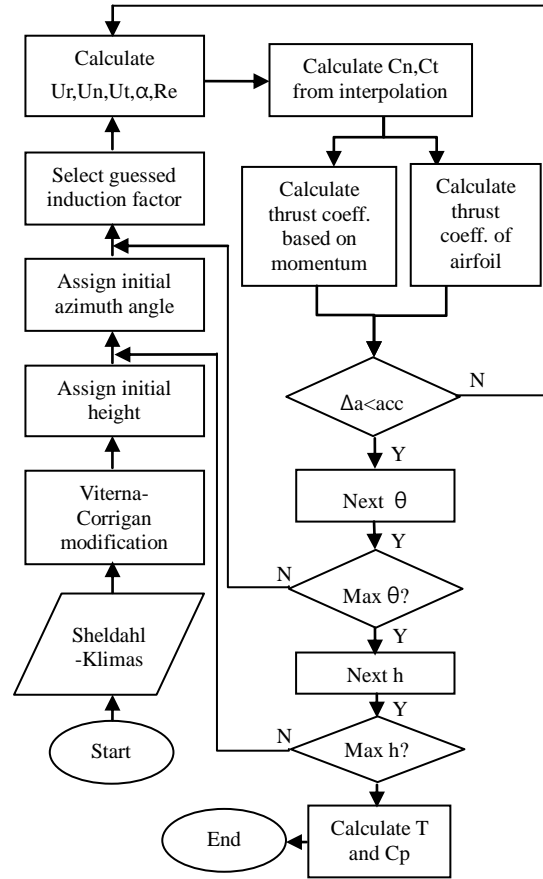 Calculate
Ur,Un,Ut,α,Re
Calculate Cn,Ct
from interpolation
Select guessed
induction factor
Calculate
thrust coeff.
based on
momentum
Calculate
thrust
coeff. of
airfoil
Assign initial
azimuth angle
Assign initial
height
Δa<acc
N
Y
Viterna-
Corrigan
modification
Next θ
Y
N
Max θ?
Y
Sheldahl
-Klimas
Next h
Y
N
Max h?
Start
Calculate T
and Cp
End